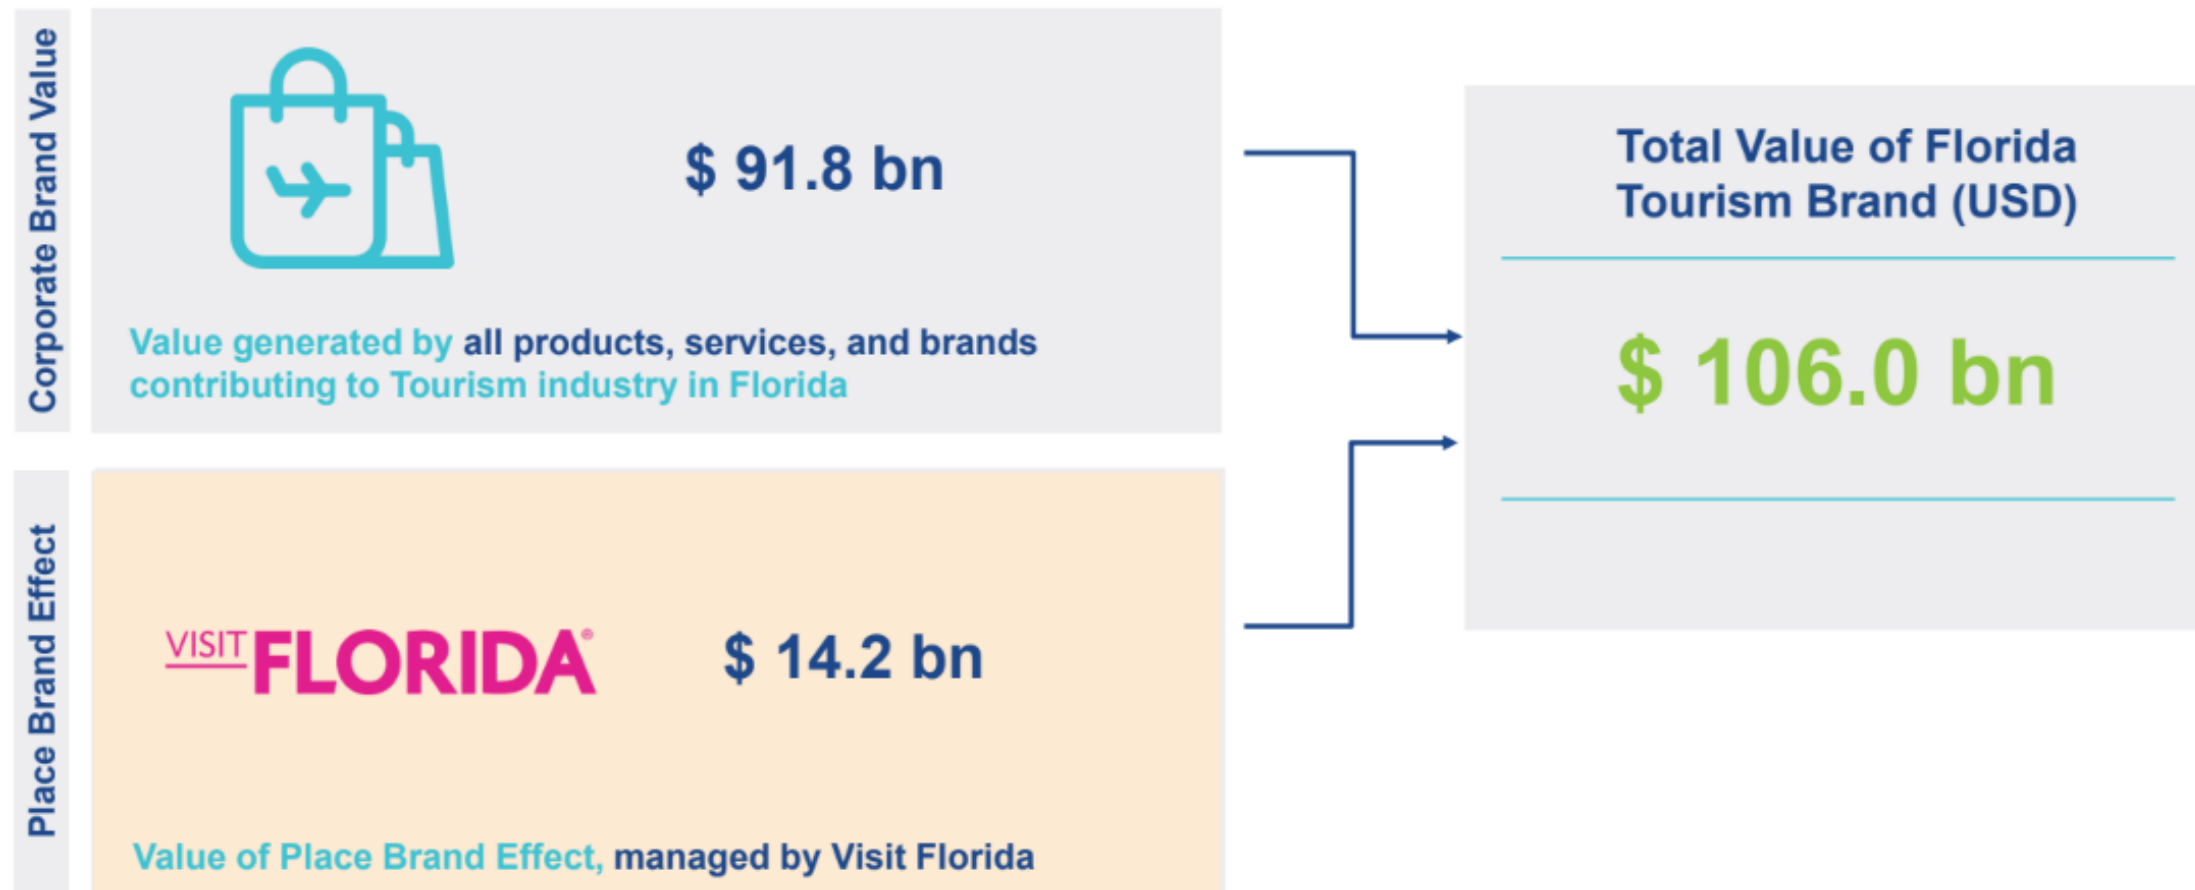 Corporate Brand Value
$ 91.8 bn
Value generated by all products, services, and brands
contributing to Tourism industry in Florida
Place Brand Effect
VISIT FLORIDA®
$ 14.2 bn
Value of Place Brand Effect, managed by Visit Florida
Total Value of Florida
Tourism Brand (USD)
$ 106.0 bn